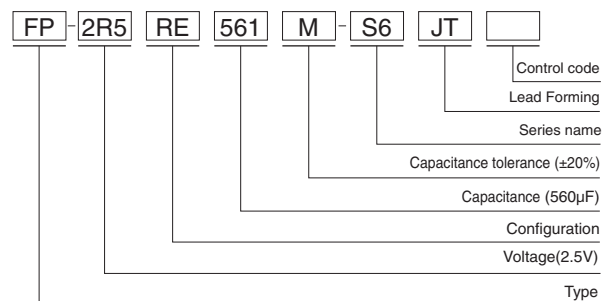 FP-2R5 RE 561 M-S6 JT
Control code
Lead Forming
Series name
Capacitance tolerance (±20%)
Capacitance (560μF)
Configuration
Voltage(2.5V)
Type